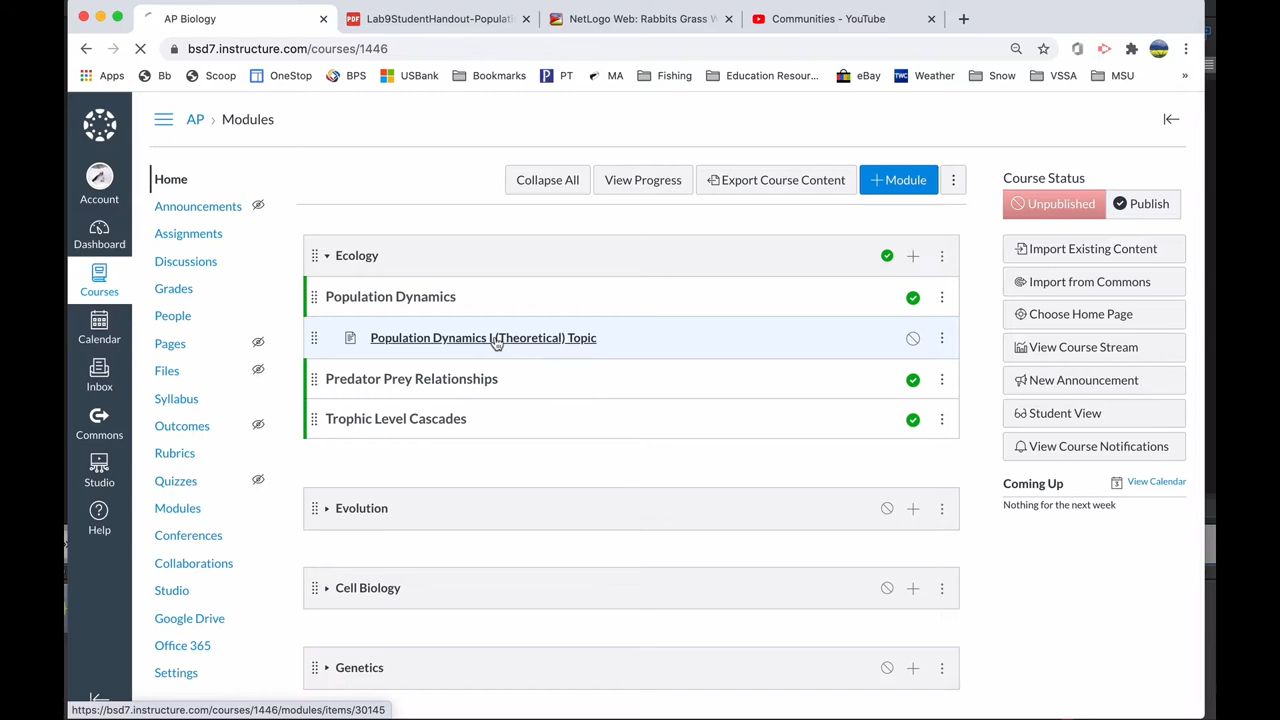 AP Biology
Lab9StudentHandout-Populati
NetLogo Web: Rabbits Grass W
Communities - YouTube
bsd7.instructure.com/courses/1446
Apps
Bb
Scoop
OneStop
BPS
USBank
Bookmarks
PT
MA
Fishing
Education Resour...
eBay
Weather
Snow
VSSA
MSU
»
AP › Modules
Account
Dashboard
Courses
Calendar
Inbox
Commons
Studio
Help
Home
Announcements
Assignments
Discussions
Grades
People
Pages
Files
Syllabus
Outcomes
Rubrics
Quizzes
Modules
Conferences
Collaborations
Studio
Google Drive
Office 365
Settings
Collapse All
View Progress
Export Course Content
+ Module
Ecology
Population Dynamics
Population Dynamics I (Theoretical) Topic
Predator Prey Relationships
Trophic Level Cascades
Evolution
Cell Biology
Genetics
Course Status
Unpublished
Publish
Import Existing Content
Import from Commons
Choose Home Page
View Course Stream
New Announcement
Student View
View Course Notifications
Coming Up
View Calendar
Nothing for the next week
https://bsd7.instructure.com/courses/1446/modules/items/30145